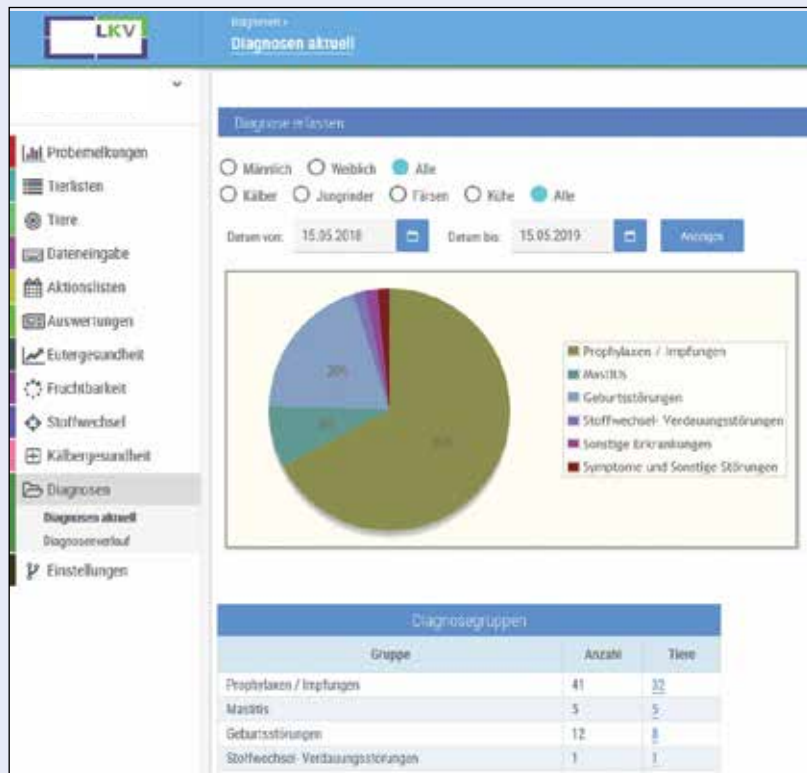 LKV
Diagnosen >
Diagnosen aktuell
Diagnose erfassen
Probemelkungen
Tierlisten
Tiere
Dateneingabe
Aktionslisten
Auswertungen
Eutergesundheit
Fruchtbarkeit
Stoffwechsel
Kälbergesundheit
Diagnosen
Diagnosen aktuell
Diagnosenverlauf
Einstellungen
Männlich Weiblich Alle
Kälber Jungrinder Färsen Kühe Alle
Datum von: 15.05.2018 Datum bis: 15.05.2019 Anzeigen
20%
Prophylaxen / Impfungen
Mastitis
Geburtsstörungen
Stoffwechsel- Verdauungsstörungen
Sonstige Erkrankungen
Symptome und Sonstige Störungen
Diagnosegruppen
Gruppe Anzahl Tiere
Prophylaxen / Impfungen 41 32
Mastitis 5 5
Geburtsstörungen 12 8
Stoffwechsel- Verdauungsstörungen 1 1